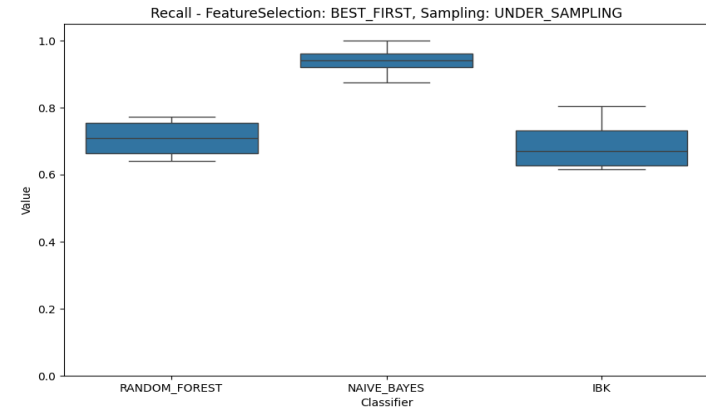 Recall - FeatureSelection: BEST_FIRST, Sampling: UNDER_SAMPLING
1.0
0.8
0.6
0.4
0.2
0.0
Value
RANDOM_FOREST
NAIVE_BAYES
IBK
Classifier